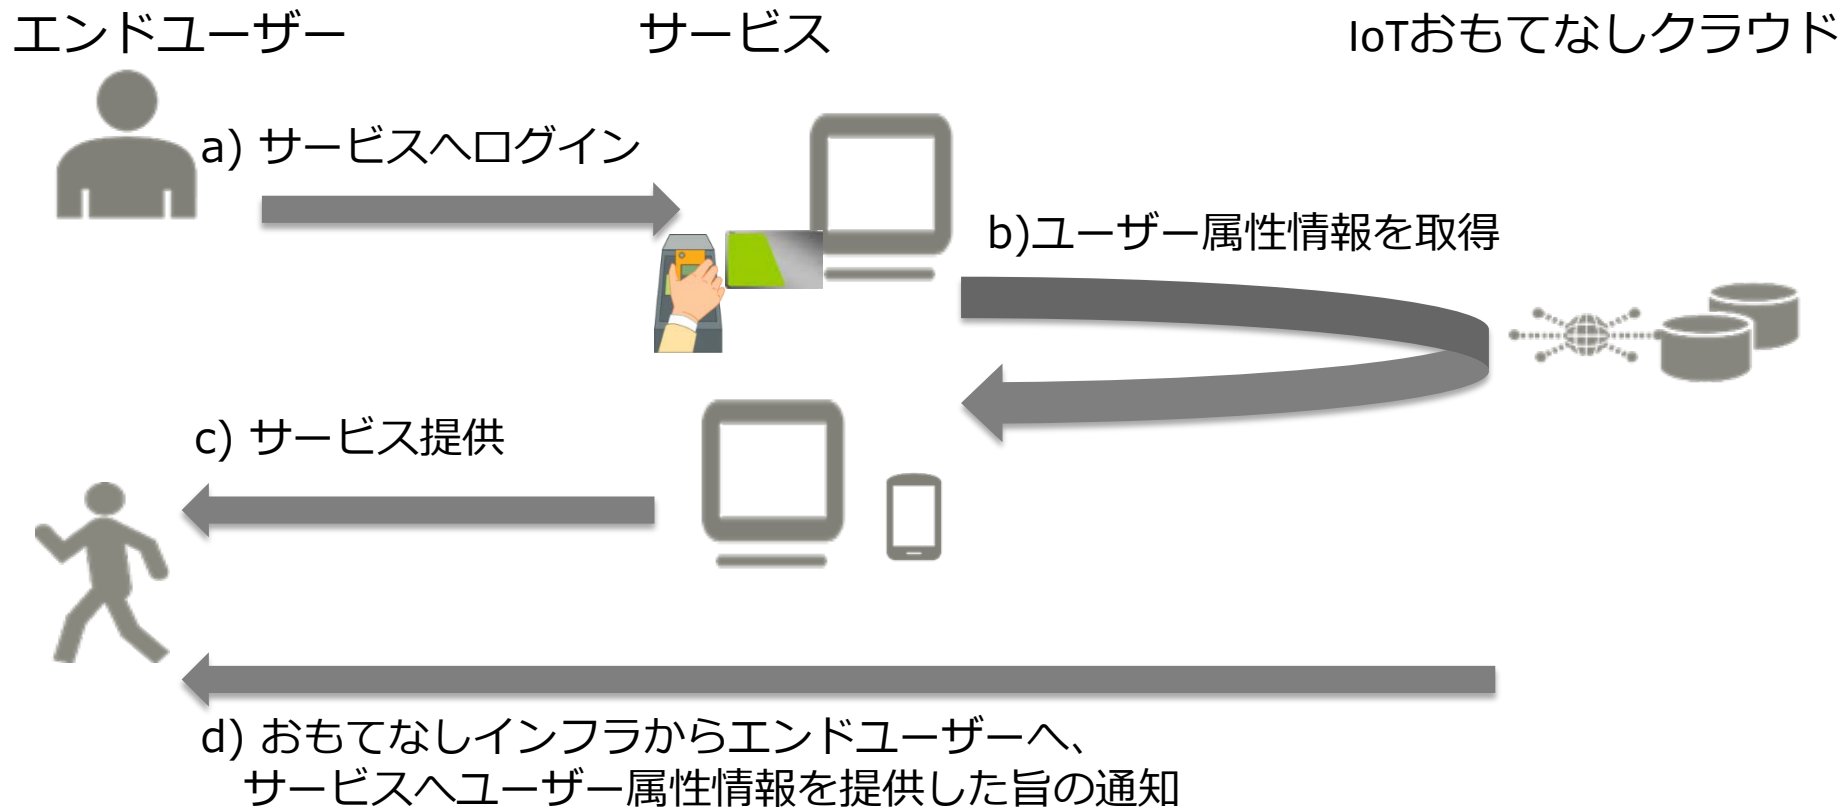 エンドユーザー
サービス
IoTおもてなしクラウド
a) サービスへログイン
b)ユーザー属性情報を取得
c) サービス提供
d) おもてなしインフラからエンドユーザーへ、
サービスへユーザー属性情報を提供した旨の通知